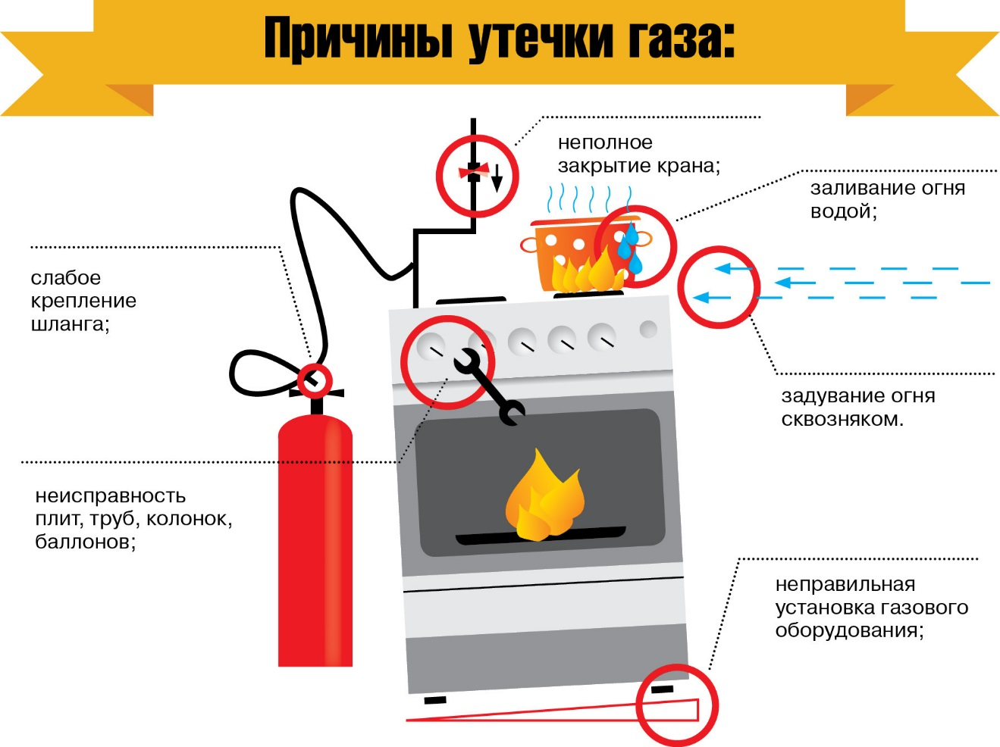 Причины утечки газа:
неполное
закрытие крана;
заливание огня
водой;
слабое
крепление
шланга;
задувание огня
сквозняком.
неисправность
плит, труб, колонок,
баллонов;
неправильная
установка газового
оборудования;